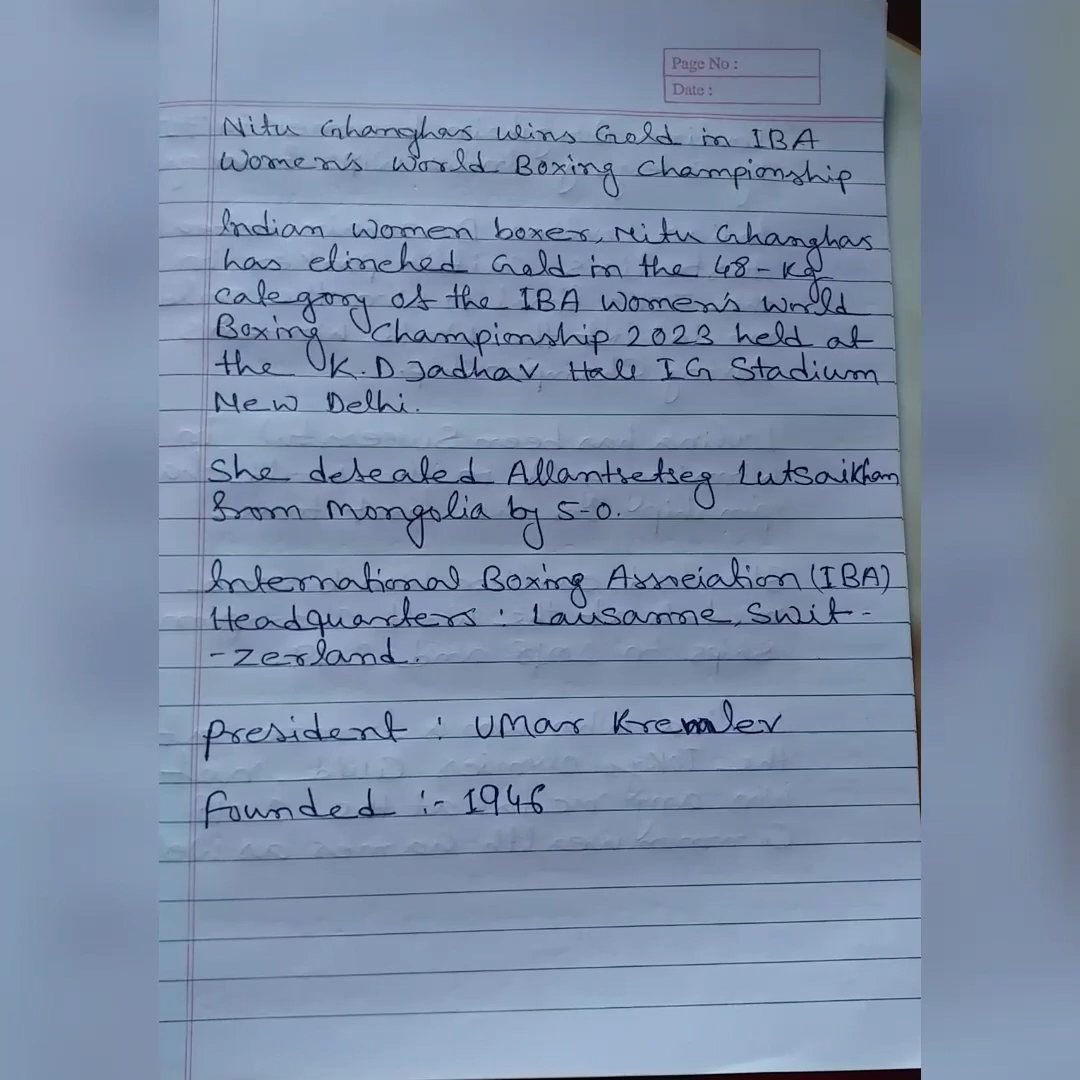 Page No :
Date :
Nitu Ghanghas wins Gold in IBA
Women's World Boxing Championship
Indian women boxer, Nitu Ghanghas
has clinched Gold in the 48-Kg
category of the IBA Women's World
Boxing Championship 2023 held at
the K.D. Jadhav Hall IG Stadium
New Delhi.
She defeated Allantsetseg Lutsaikhan
from Mongolia by 5-0.
International Boxing Association (IBA)
Headquarters : Lausanne, Swit-
-zerland.
president : UMar Kremlev
founded :- 1946